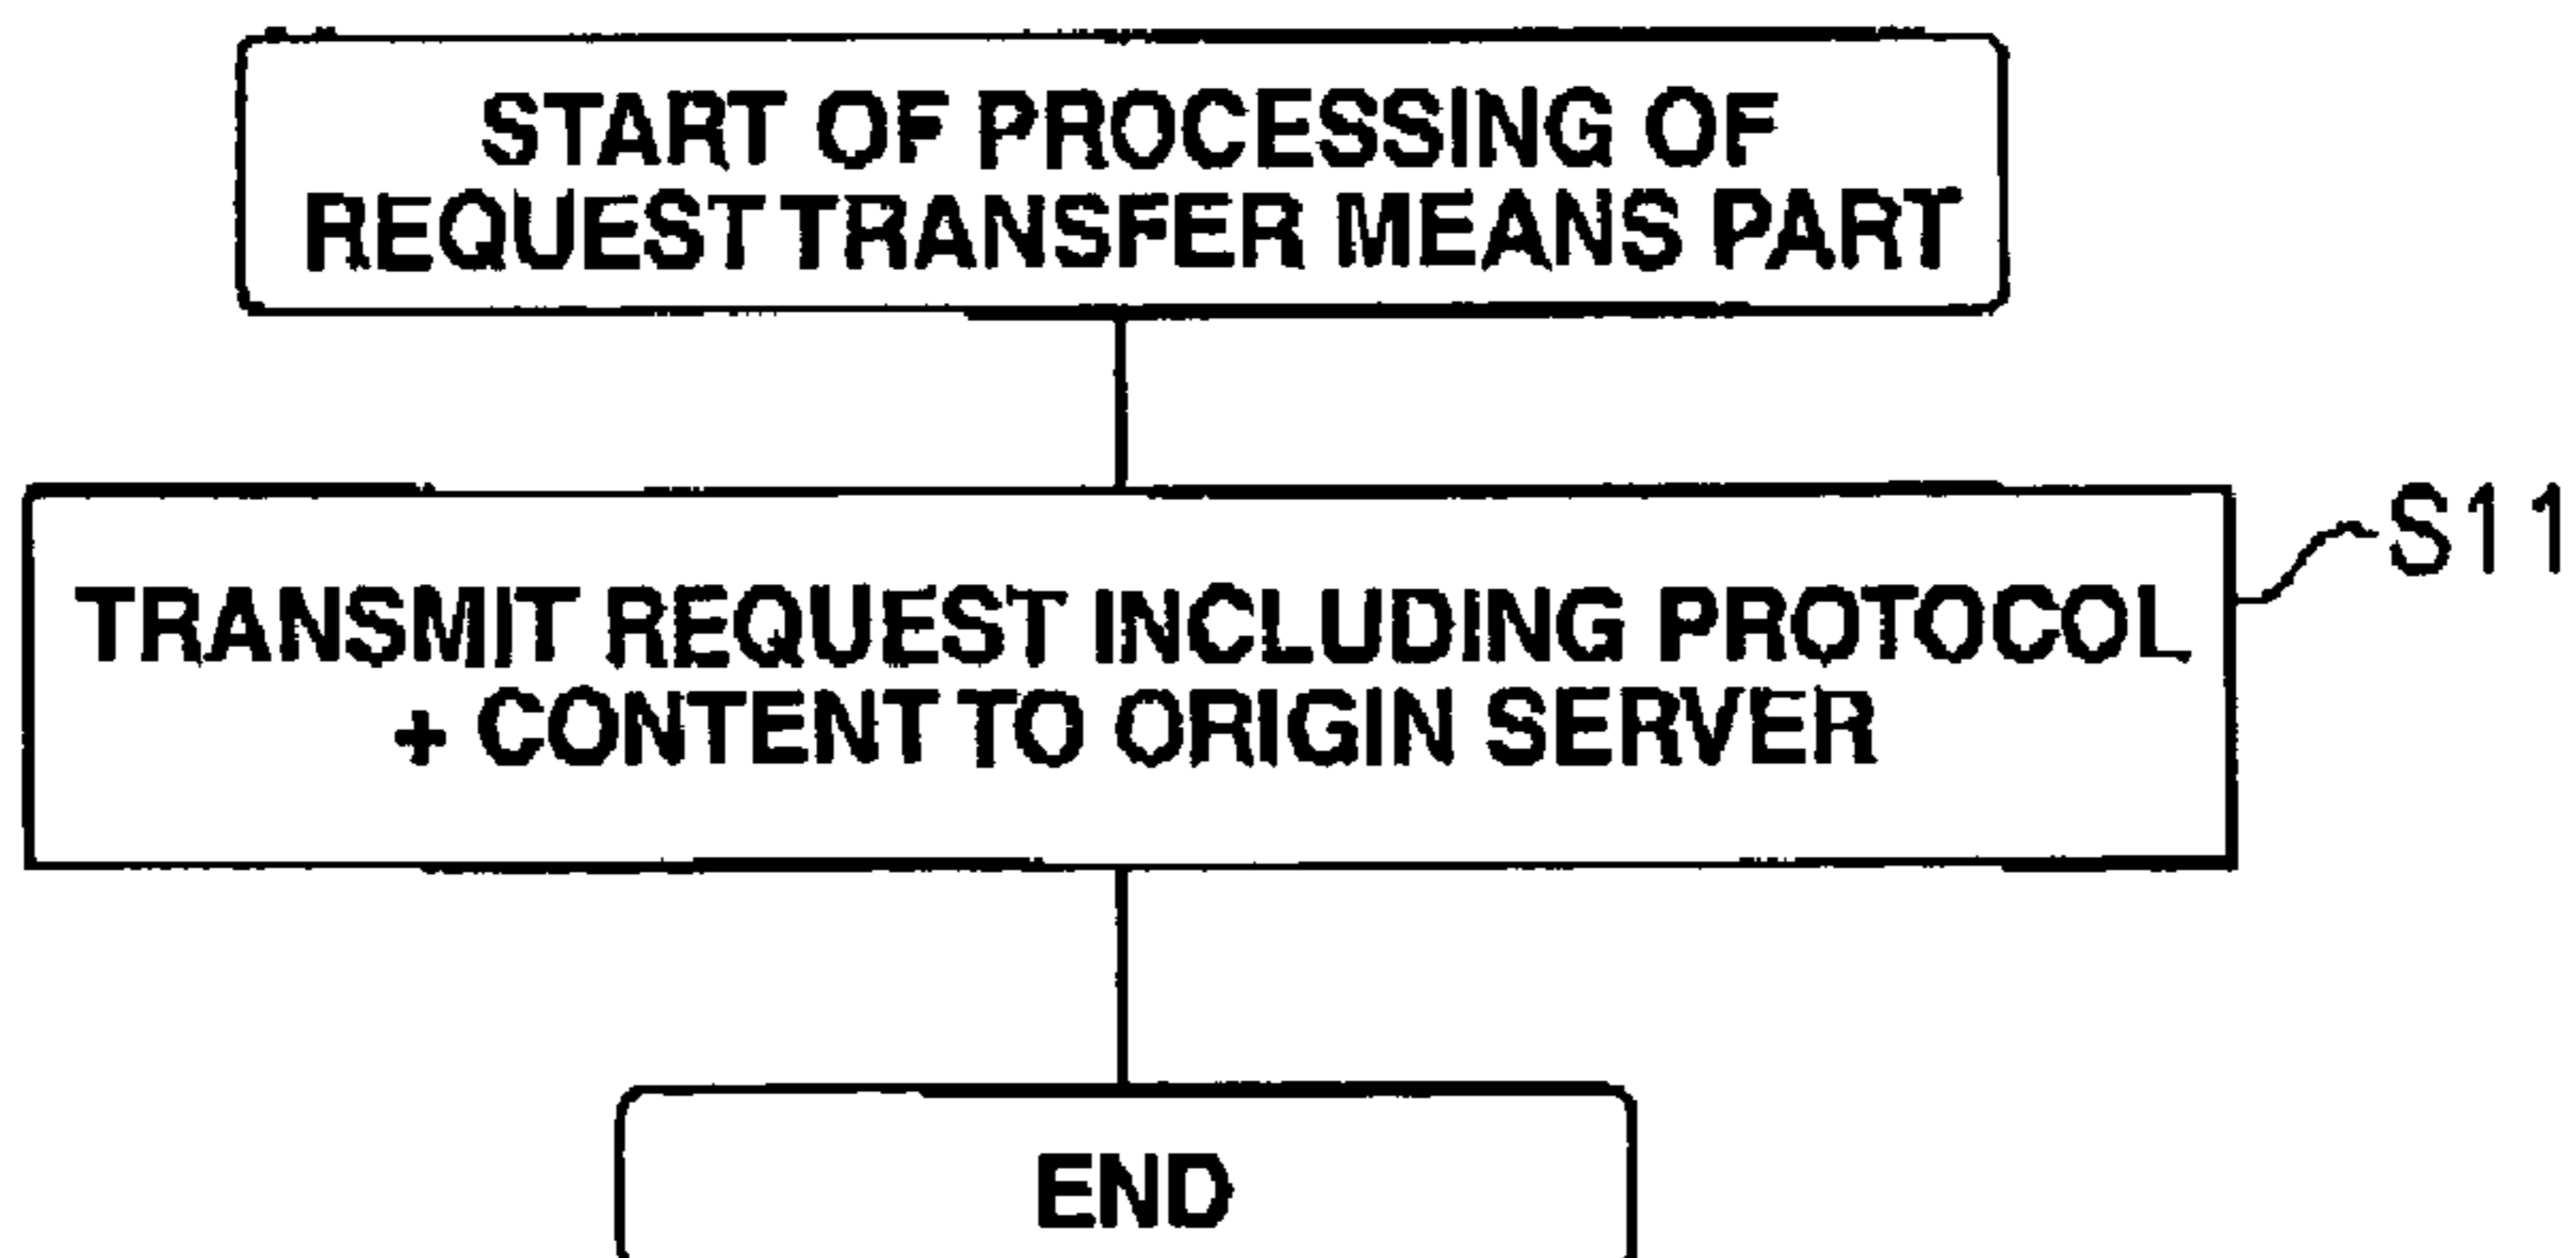 START OF PROCESSING OF
REQUEST TRANSFER MEANS PART
S11
TRANSMIT REQUEST INCLUDING PROTOCOL
+ CONTENT TO ORIGIN SERVER
END